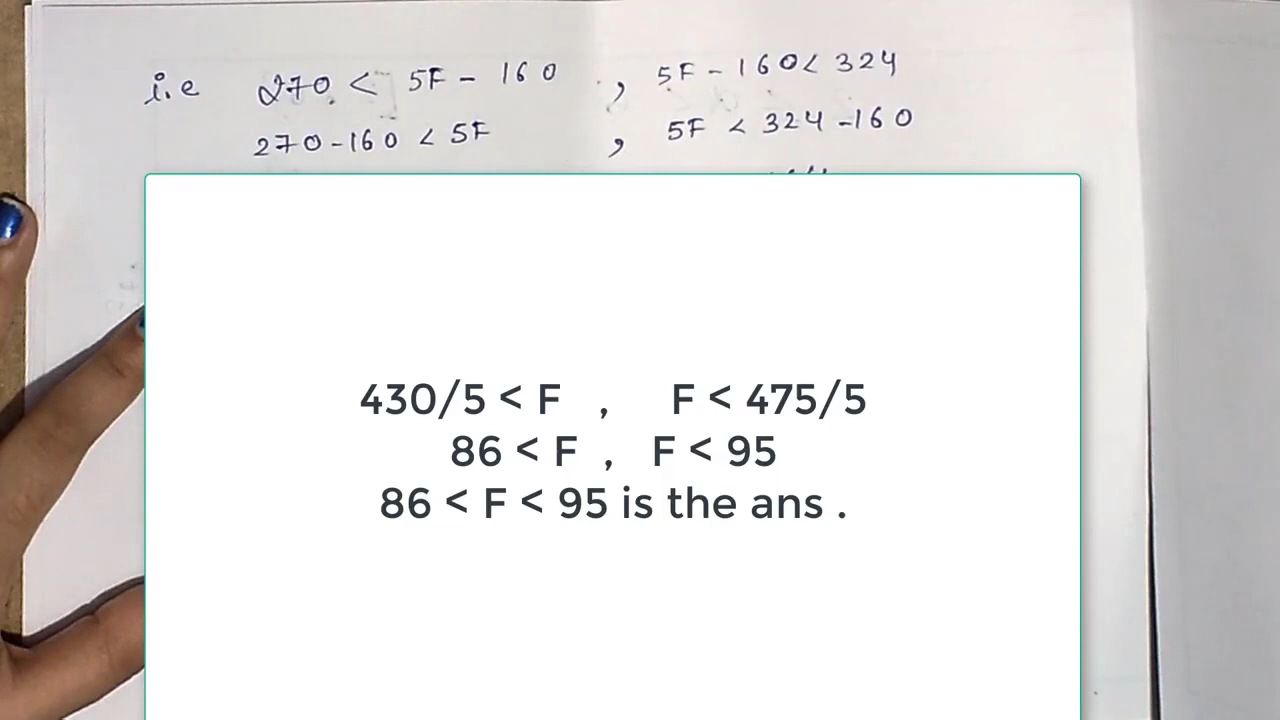 i.e 270 < 5F - 160 , 5F - 160 < 324
270 - 160 < 5F , 5F < 324 - 160
430/5 < F , F < 475/5
86 < F , F < 95
86 < F < 95 is the ans .